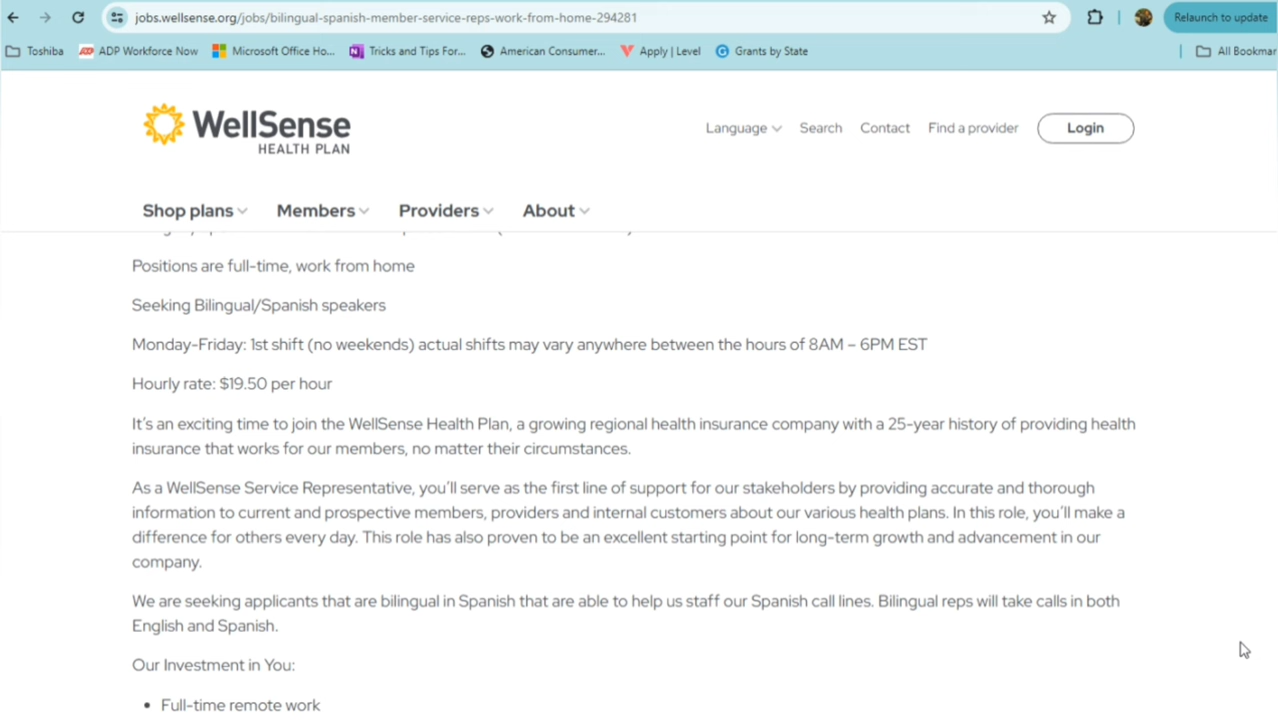 jobs.wellsense.org/jobs/bilingual-spanish-member-service-reps-work-from-home-294281
Relaunch to update
Toshiba
ADP Workforce Now
Microsoft Office Ho...
Tricks and Tips For...
American Consumer...
Apply | Level
Grants by State
All Bookmar
WellSense
HEALTH PLAN
Language
Search
Contact
Find a provider
Login
Shop plans
Members
Providers
About
Positions are full-time, work from home
Seeking Bilingual/Spanish speakers
Monday-Friday: 1st shift (no weekends) actual shifts may vary anywhere between the hours of 8AM – 6PM EST
Hourly rate: $19.50 per hour
It's an exciting time to join the WellSense Health Plan, a growing regional health insurance company with a 25-year history of providing health
insurance that works for our members, no matter their circumstances.
As a WellSense Service Representative, you'll serve as the first line of support for our stakeholders by providing accurate and thorough
information to current and prospective members, providers and internal customers about our various health plans. In this role, you'll make a
difference for others every day. This role has also proven to be an excellent starting point for long-term growth and advancement in our
company.
We are seeking applicants that are bilingual in Spanish that are able to help us staff our Spanish call lines. Bilingual reps will take calls in both
English and Spanish.
Our Investment in You:
• Full-time remote work